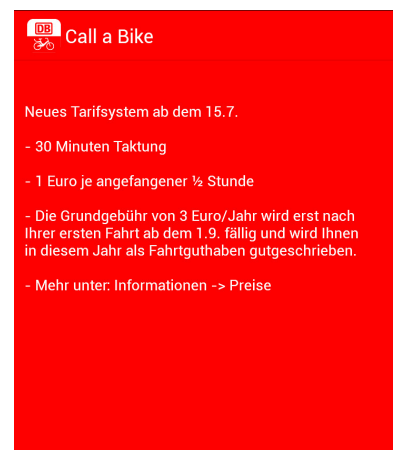 DB
Call a Bike
Neues Tarifsystem ab dem 15.7.
- 30 Minuten Taktung
- 1 Euro je angefangener ½ Stunde
- Die Grundgebühr von 3 Euro/Jahr wird erst nach
Ihrer ersten Fahrt ab dem 1.9. fällig und wird Ihnen
in diesem Jahr als Fahrtguthaben gutgeschrieben.
- Mehr unter: Informationen -> Preise